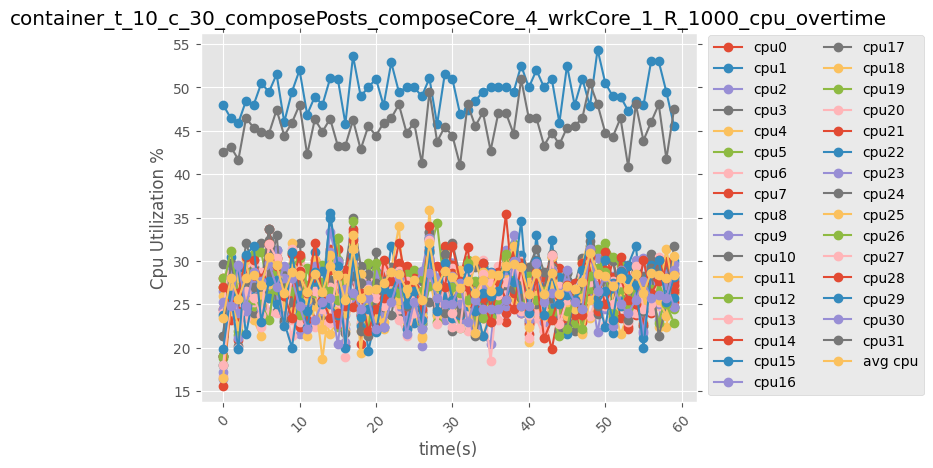 container_t_10_c_30_composePosts_composeCore_4_wrkCore_1_R_1000_cpu_overtime
Cpu Utilization %
55
50
45
40
35
30
25
20
15
0
10
20
30
40
50
60
time(s)
cpu0
cpu1
cpu2
cpu3
cpu4
cpu5
cpu6
cpu7
cpu8
cpu9
cpu10
cpu11
cpu12
cpu13
cpu14
cpu15
cpu16
cpu17
cpu18
cpu19
cpu20
cpu21
cpu22
cpu23
cpu24
cpu25
cpu26
cpu27
cpu28
cpu29
cpu30
cpu31
avg cpu